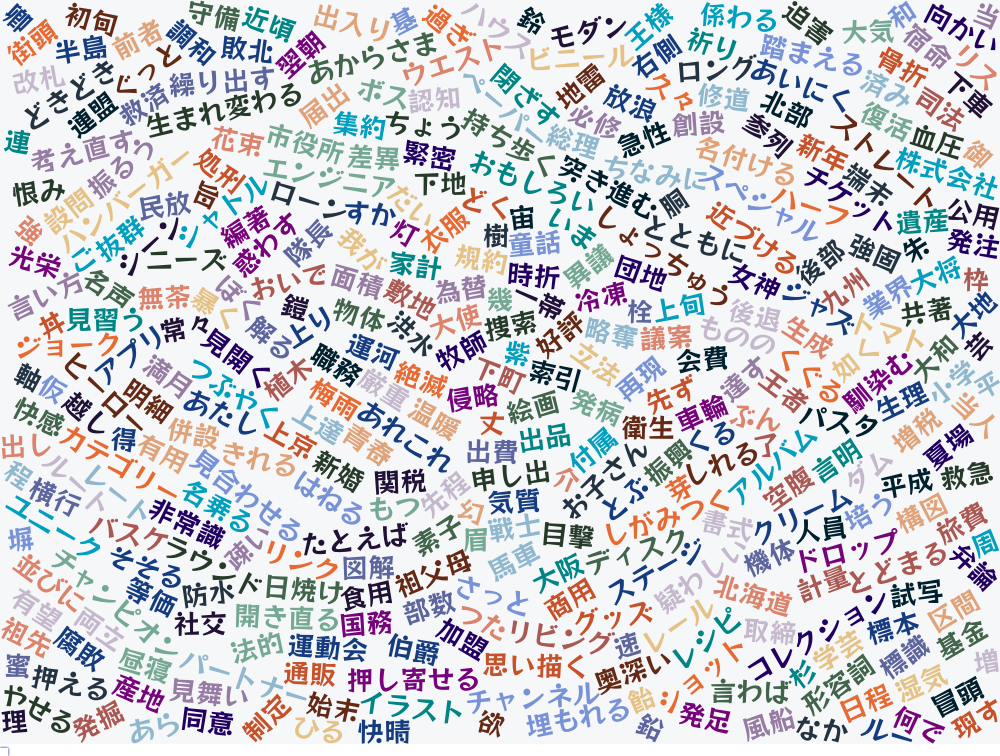 噂
初旬
守備
近頃
出入り
基
過ぎ
ハウス
鈴
モダン
王様
係わる
迫害
大気
和
向かい
当
街頭
半島
前者
調和
敗北
翌朝
あからさま
ウエスト
ビニール
右側
祈り
踏まえる
宿命
リス
改札
どきどき
ぐっと
繰り出す
閉ざす
地雷
ロング
あいにく
骨折
下車
連盟
救済
生まれ変わる
届出
ボス
認知
ペーパー
必修
放浪
久々
修道
北部
済み
司法
連
考え直す
振るう
花束
市役所
集約
差異
ちょう
緊密
持ち歩く
総理
急性
創設
参列
ストレート
復活
血圧
御
恨み
設問
ハンバーガー
処刑
エンジニア
下地
おもしろい
突き進む
ちなみに
名付ける
新年
端末
株式会社
強
民放
旨
シャトル
ローン
すか
だい
どく
宙
いま
胴
スペシャル
ハーフ
チケット
遺産
公用
光栄
ご抜群
シーン
ニーズ
編著
惑わす
隊長
我が
灯
太服
樹
童話
しょっちゅう
とともに
近づける
後部
強固
朱
発注
言い方
名声
無茶
暴く
ほぐ
おいで
面積
家計
敷地
規約
為替
時折
異議
団地
女神
ジャズ
九州
業界
大将
枠
丼
見習う
常々
解る
鎧
上り
物体
洪水
大使
幾
一帯
冷凍
栓
上旬
後退
トマト
共著
大地
ジョーク
アプリ
見開く
職務
運河
牧師
捜索
好評
略奪
議案
ものの
生成
如く
大和
芸
軸
仮
ヒーロー
満月
つぶやく
植木
厳重
絶滅
下町
紫
索引
立法
再現
会費
達す
王者
くぐる
馴染む
小学
平
快感
越し
明細
あたし
上京
梅雨
上達
青春
あれこれ
温暖
侵略
丈
絵画
発病
先ず
車輪
ぶん
パスタ
生理
増税
出し
カテゴリー
得
有用
併設
見合わせる
きれる
新婚
関税
出費
出品
付属
衛生
くる
アルバム
言明
ダム
夏場
程
横行
ルート
レート
名乗る
はねる
もつ
先程
申し出
お子さん
振興
しれる
了
空腹
平成
救急
ユニーク
バスケ
非常識
リンク
たとえば
素子
幻
気質
眉
戦士
目撃
とぶ
芽
しがみつく
書式
クリーム
人員
培う
構図
旅費
周
堀
並びに
チャンピオン
そそる
ラウンド
図解
祖父母
馬車
大阪
ディスク
疑わしい
機体
ドロップ
とどまる
弁護
有望
両立
等価
防水
日焼け
食用
部数
さっと
商用
ステージ
北海道
計量
試写
区間
祖先
腐敗
社交
開き直る
国務
加盟
つた
リビング
グッズ
速
レール
レシピ
取締
コレクション
標本
基金
蜜
押える
昼寝
パートナー
法的
運動会
伯爵
思い描く
奥深い
ショット
杉
学芸
標識
増
やせる
産地
見舞い
通販
押し寄せる
チャンネル
飴
言わば
形容詞
日程
湿気
冒頭
理
発掘
あら
同意
制定
ひる
始末
イラスト
快晴
欲
埋もれる
鉛
発足
風船
なか
ルー
何で
現す